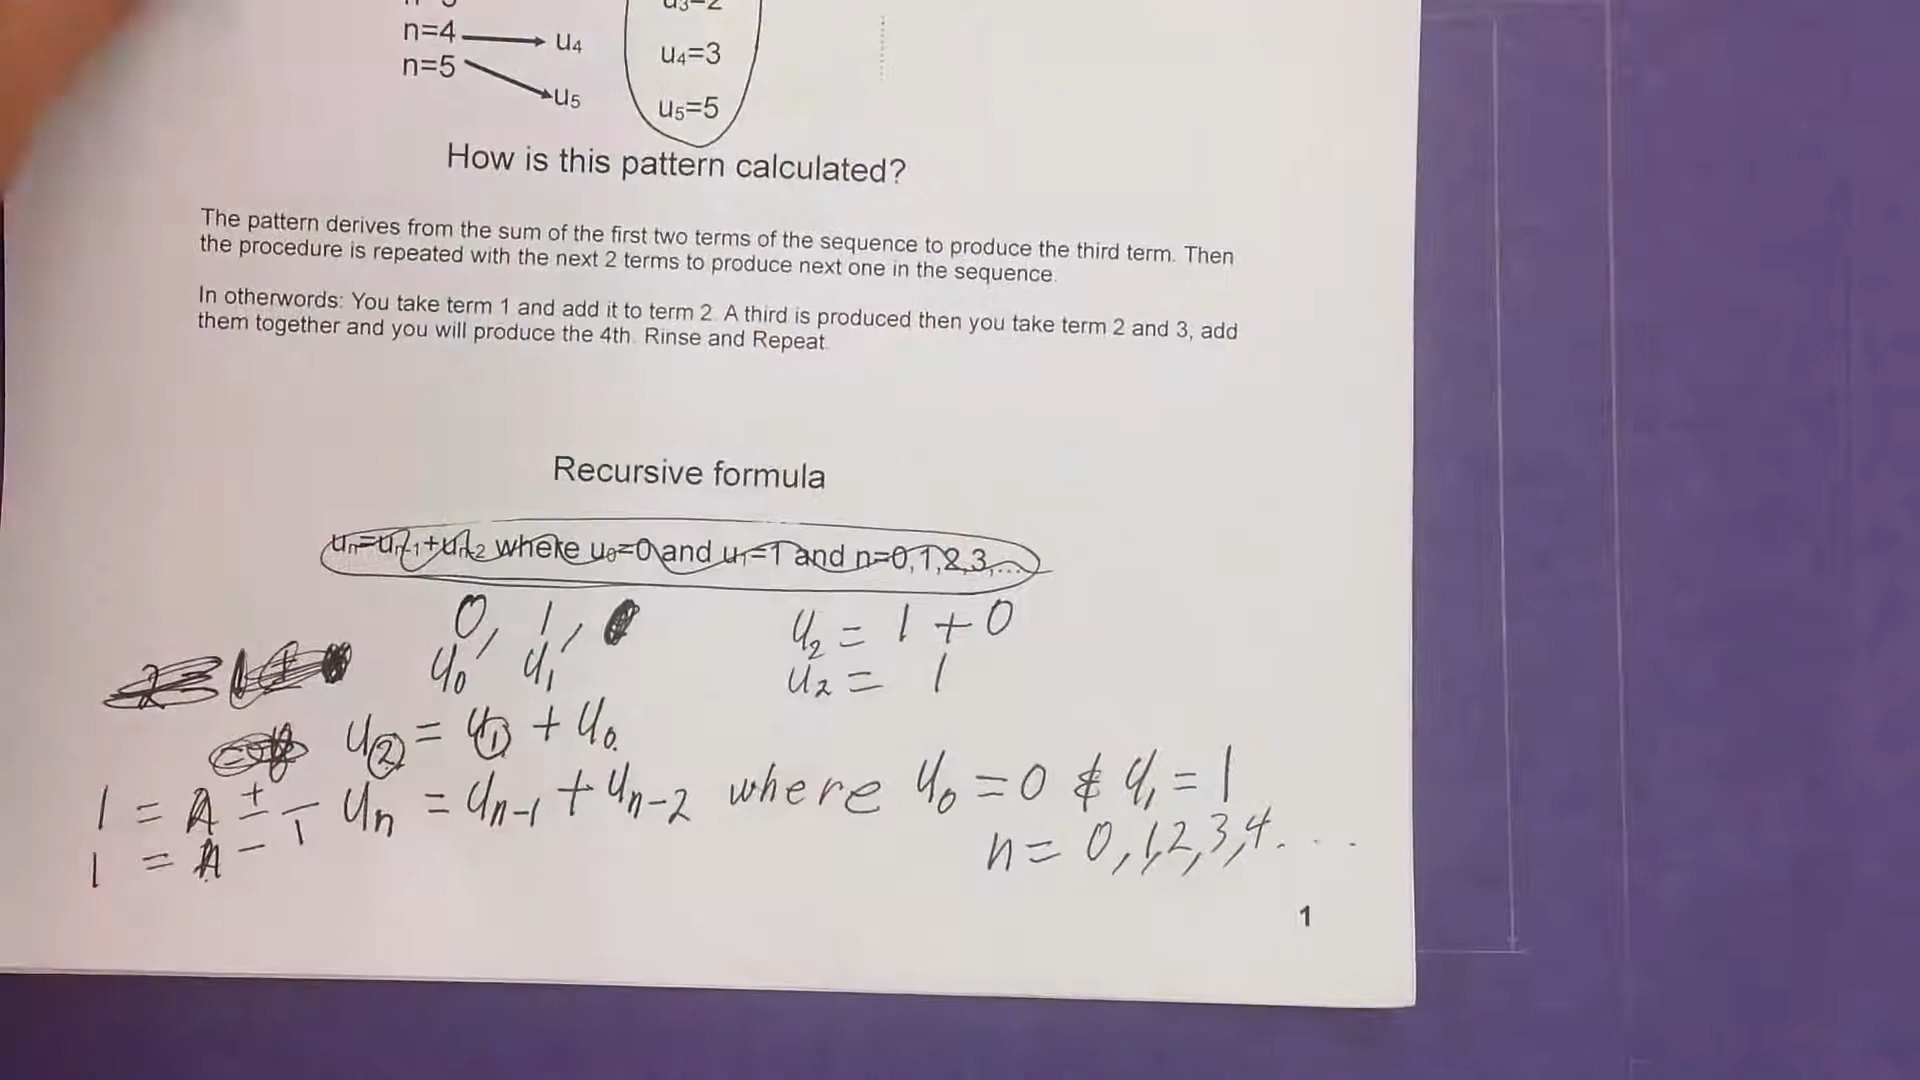 n=4 u4 u4=3
n=5 u5 u5=5
How is this pattern calculated?
The pattern derives from the sum of the first two terms of the sequence to produce the third term. Then
the procedure is repeated with the next 2 terms to produce next one in the sequence.
In otherwords: You take term 1 and add it to term 2. A third is produced then you take term 2 and 3, add
them together and you will produce the 4th. Rinse and Repeat.
Recursive formula
un=un-1+un-2 where u0=0 and u1=1 and n=0,1,2,3,...
0, 1, u2 = 1 + 0
u0 u1 u2 = 1
u2 = u1 + u0
un = un-1 + un-2 where u0 = 0 & u1 = 1
n = 0,1,2,3,4. . .
1